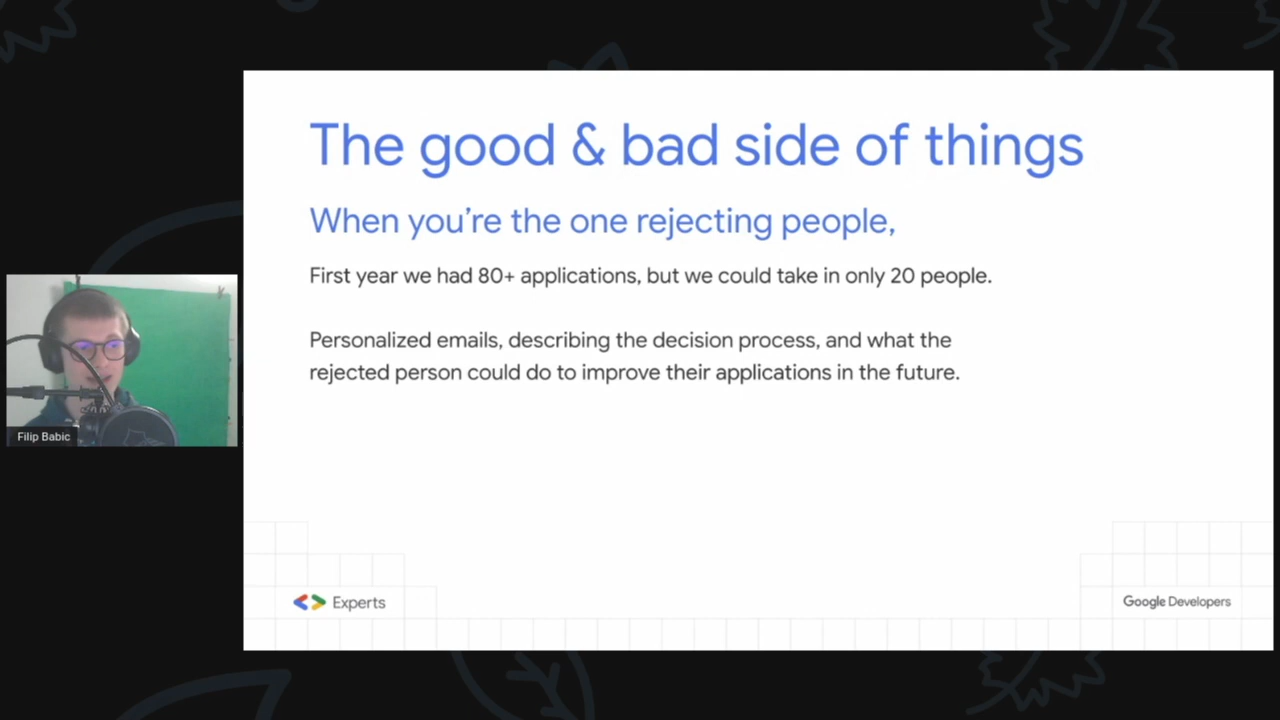 The good & bad side of things
When you're the one rejecting people,
First year we had 80+ applications, but we could take in only 20 people.
Personalized emails, describing the decision process, and what the
rejected person could do to improve their applications in the future.
Filip Babic
Experts
Google Developers